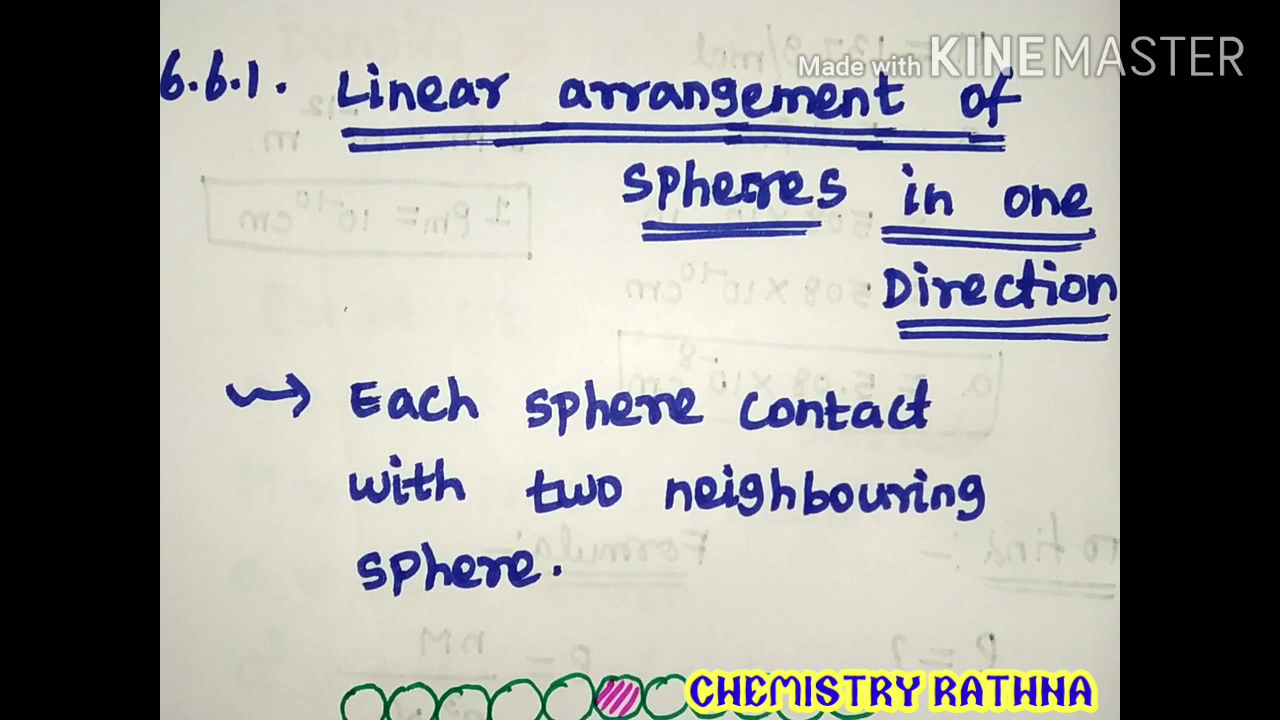 Made with KINEMASTER
6.6.1. Linear arrangement of
spheres in one
Direction
Each sphere contact
with two neighbouring
sphere.
CHEMISTRY RATHNA